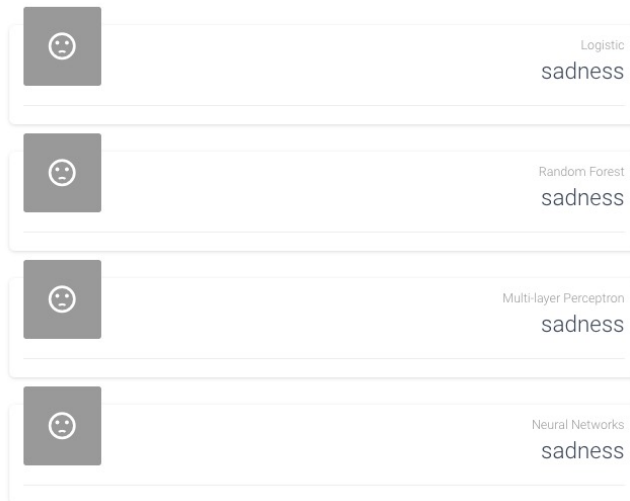 Logistic
sadness
Random Forest
sadness
Multi-layer Perceptron
sadness
Neural Networks
sadness